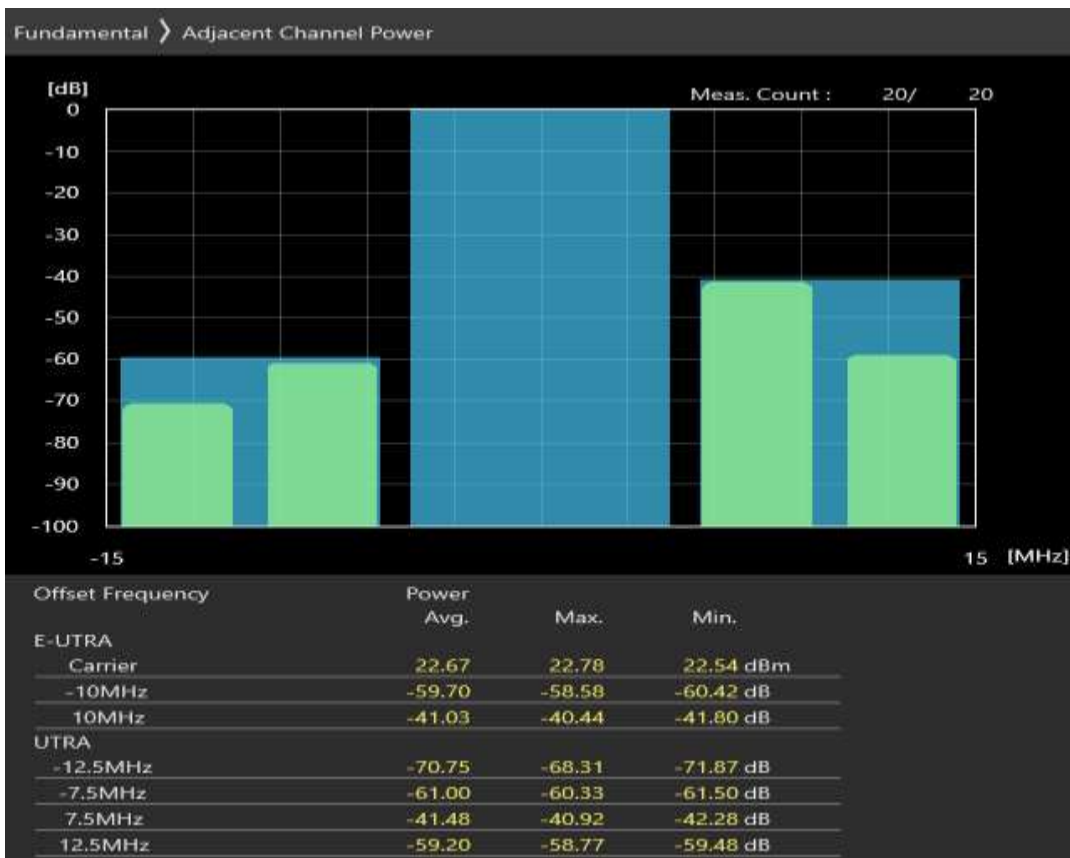 Fundamental ❯ Adjacent Channel Power
[dB]
Meas. Count : 20/ 20
0
-10
-20
-30
-40
-50
-60
-70
-80
-90
-100
-15 15 [MHz]
Offset Frequency Power
Avg. Max. Min.
E-UTRA
Carrier 22.67 22.78 22.54 dBm
-10MHz -59.70 -58.58 -60.42 dB
10MHz -41.03 -40.44 -41.80 dB
UTRA
-12.5MHz -70.75 -68.31 -71.87 dB
-7.5MHz -61.00 -60.33 -61.50 dB
7.5MHz -41.48 -40.92 -42.28 dB
12.5MHz -59.20 -58.77 -59.48 dB